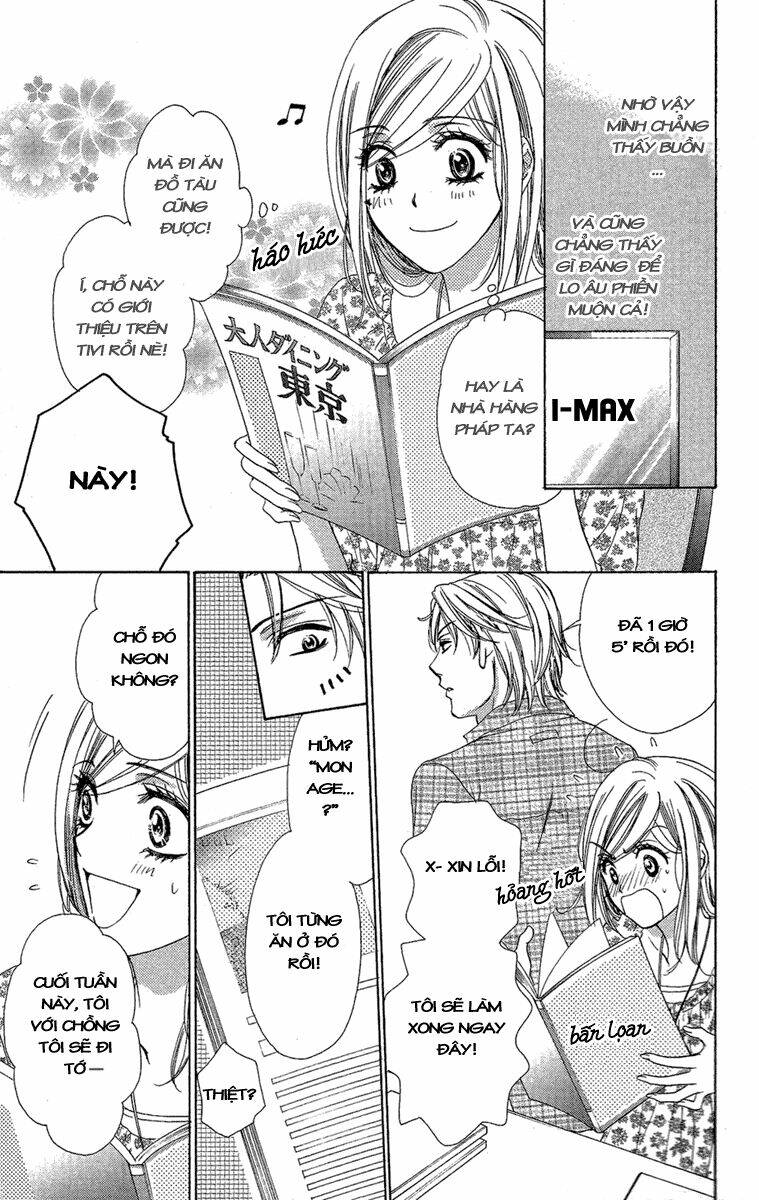 NHỜ VẬY
MÌNH CHẲNG
THẤY BUỒN
...
VÀ CŨNG
CHẲNG THẤY
GÌ ĐÁNG ĐỂ
LO ÂU PHIỀN
MUỘN CẢ!
I-MAX
MÀ ĐI ĂN
ĐỒ TÀU
CŨNG
ĐƯỢC!
háo hức
Í, CHỖ NÀY
CÓ GIỚI
THIỆU TRÊN
TIVI RỒI NÈ!
大人ダイニング
東京
HAY LÀ
NHÀ HÀNG
PHÁP TA?
NÀY!
ĐÃ 1 GIỜ
5' RỒI ĐÓ!
X- XIN LỖI!
hỏang hốt
TÔI SẼ LÀM
XONG NGAY
ĐÂY!
bấn lọan
HỬM?
“MON
AGE...
?”
TÔI TỪNG
ĂN Ở ĐÓ
RỒI!
THIỆT?
CHỖ ĐÓ
NGON
KHÔNG?
CUỐI TUẦN
NÀY, TÔI
VỚI CHỒNG
TÔI SẼ ĐI
TỚ—